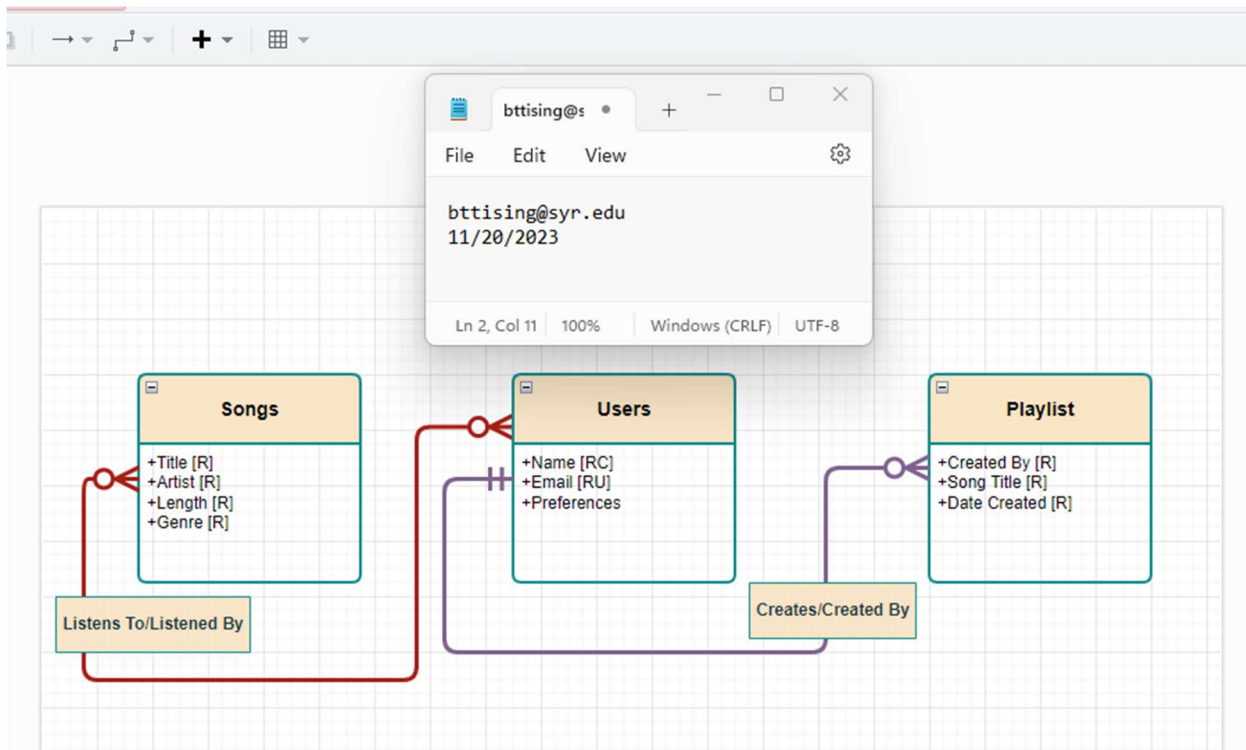 bttising@s
File Edit View
bttising@syr.edu
11/20/2023
Ln 2, Col 11 100% Windows (CRLF) UTF-8
Songs
+Title [R]
+Artist [R]
+Length [R]
+Genre [R]
Users
+Name [RC]
+Email [RU]
+Preferences
Playlist
+Created By [R]
+Song Title [R]
+Date Created [R]
Listens To/Listened By
Creates/Created By